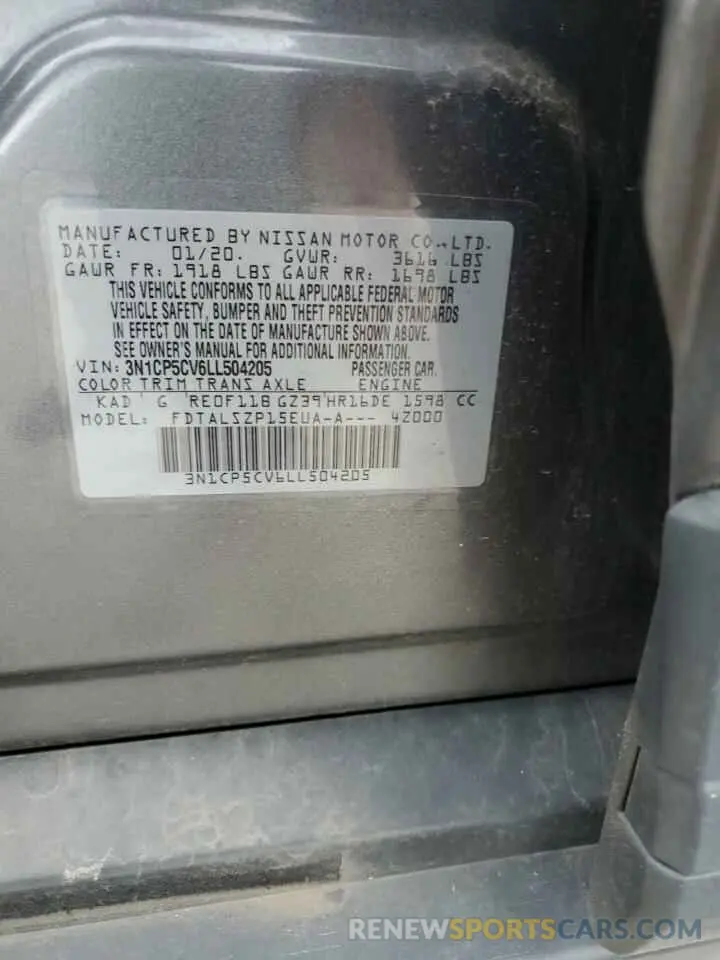 MANUFACTURED BY NISSAN MOTOR CO.,LTD.
DATE: 01/20. GVWR: 3616 LBS
GAWR FR: 1918 LBS GAWR RR: 1698 LBS
THIS VEHICLE CONFORMS TO ALL APPLICABLE FEDERAL MOTOR
VEHICLE SAFETY, BUMPER AND THEFT PREVENTION STANDARDS
IN EFFECT ON THE DATE OF MANUFACTURE SHOWN ABOVE.
SEE OWNER'S MANUAL FOR ADDITIONAL INFORMATION.
VIN: 3N1CP5CV6LL504205 PASSENGER CAR.
COLOR TRIM TRANS AXLE ENGINE
KAD G RE0F11B GZ39 HR16DE 1598 CC
MODEL: FDTALSZP15EUA-A--- 4Z000
3N1CP5CV6LL504205
RENEWSPORTSCARS.COM